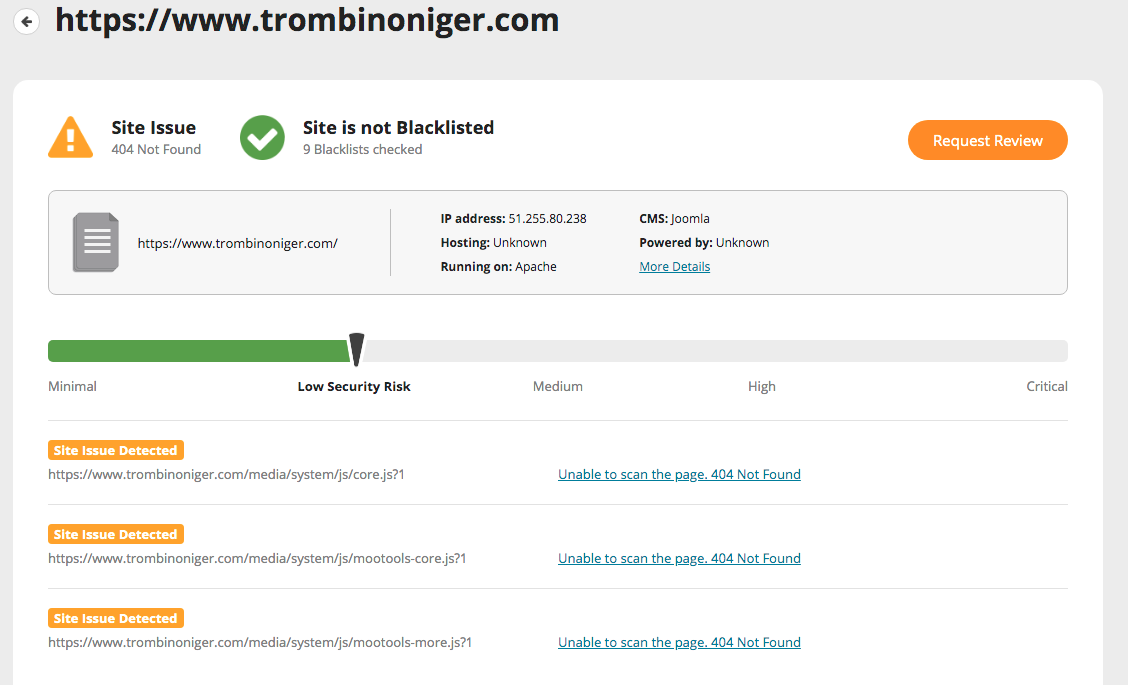 https://www.trombinoniger.com
Site Issue
404 Not Found
Site is not Blacklisted
9 Blacklists checked
Request Review
https://www.trombinoniger.com/
IP address: 51.255.80.238
Hosting: Unknown
Running on: Apache
CMS: Joomla
Powered by: Unknown
More Details
Minimal
Low Security Risk
Medium
High
Critical
Site Issue Detected
https://www.trombinoniger.com/media/system/js/core.js?1
Unable to scan the page. 404 Not Found
Site Issue Detected
https://www.trombinoniger.com/media/system/js/mootools-core.js?1
Unable to scan the page. 404 Not Found
Site Issue Detected
https://www.trombinoniger.com/media/system/js/mootools-more.js?1
Unable to scan the page. 404 Not Found